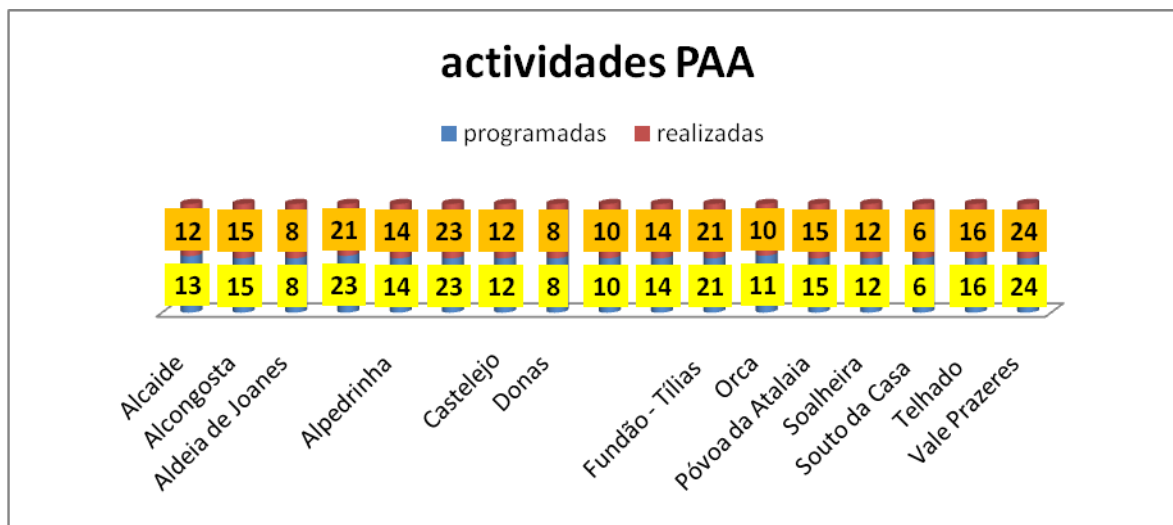 actividades PAA
programadas realizadas
12 15 8 21 14 23 12 8 10 14 21 10 15 12 6 16 24
13 15 8 23 14 23 12 8 10 14 21 11 15 12 6 16 24
Alcaide
Alcongosta
Aldeia de Joanes
Alpedrinha
Castelejo
Donas
Fundão - Tílias
Orca
Póvoa da Atalaia
Soalheira
Souto da Casa
Telhado
Vale Prazeres